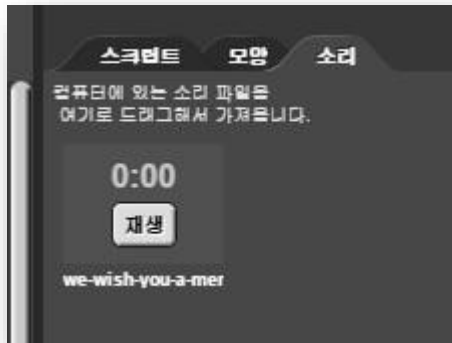 스크립트 모양 소리
컴퓨터에 있는 소리 파일을
여기로 드래그해서 가져옵니다.
0:00
재생
we-wish-you-a-mer